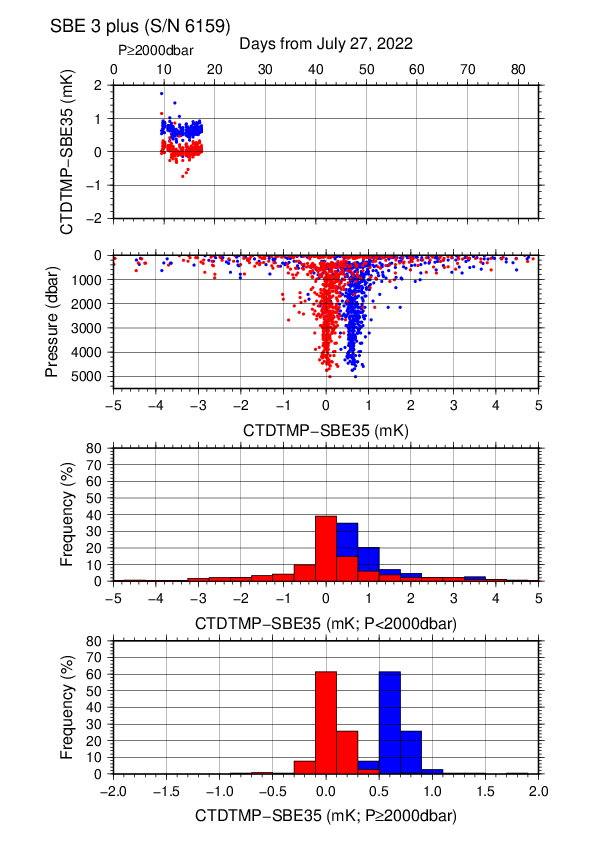 SBE 3 plus (S/N 6159)
P≥2000dbar
Days from July 27, 2022
0 10 20 30 40 50 60 70 80
CTDTMP−SBE35 (mK)
2
1
0
−1
−2
Pressure (dbar)
0
1000
2000
3000
4000
5000
−5 −4 −3 −2 −1 0 1 2 3 4 5
CTDTMP−SBE35 (mK)
Frequency (%)
80
70
60
50
40
30
20
10
0
−5 −4 −3 −2 −1 0 1 2 3 4 5
CTDTMP−SBE35 (mK; P<2000dbar)
Frequency (%)
80
70
60
50
40
30
20
10
0
−2.0 −1.5 −1.0 −0.5 0.0 0.5 1.0 1.5 2.0
CTDTMP−SBE35 (mK; P≥2000dbar)